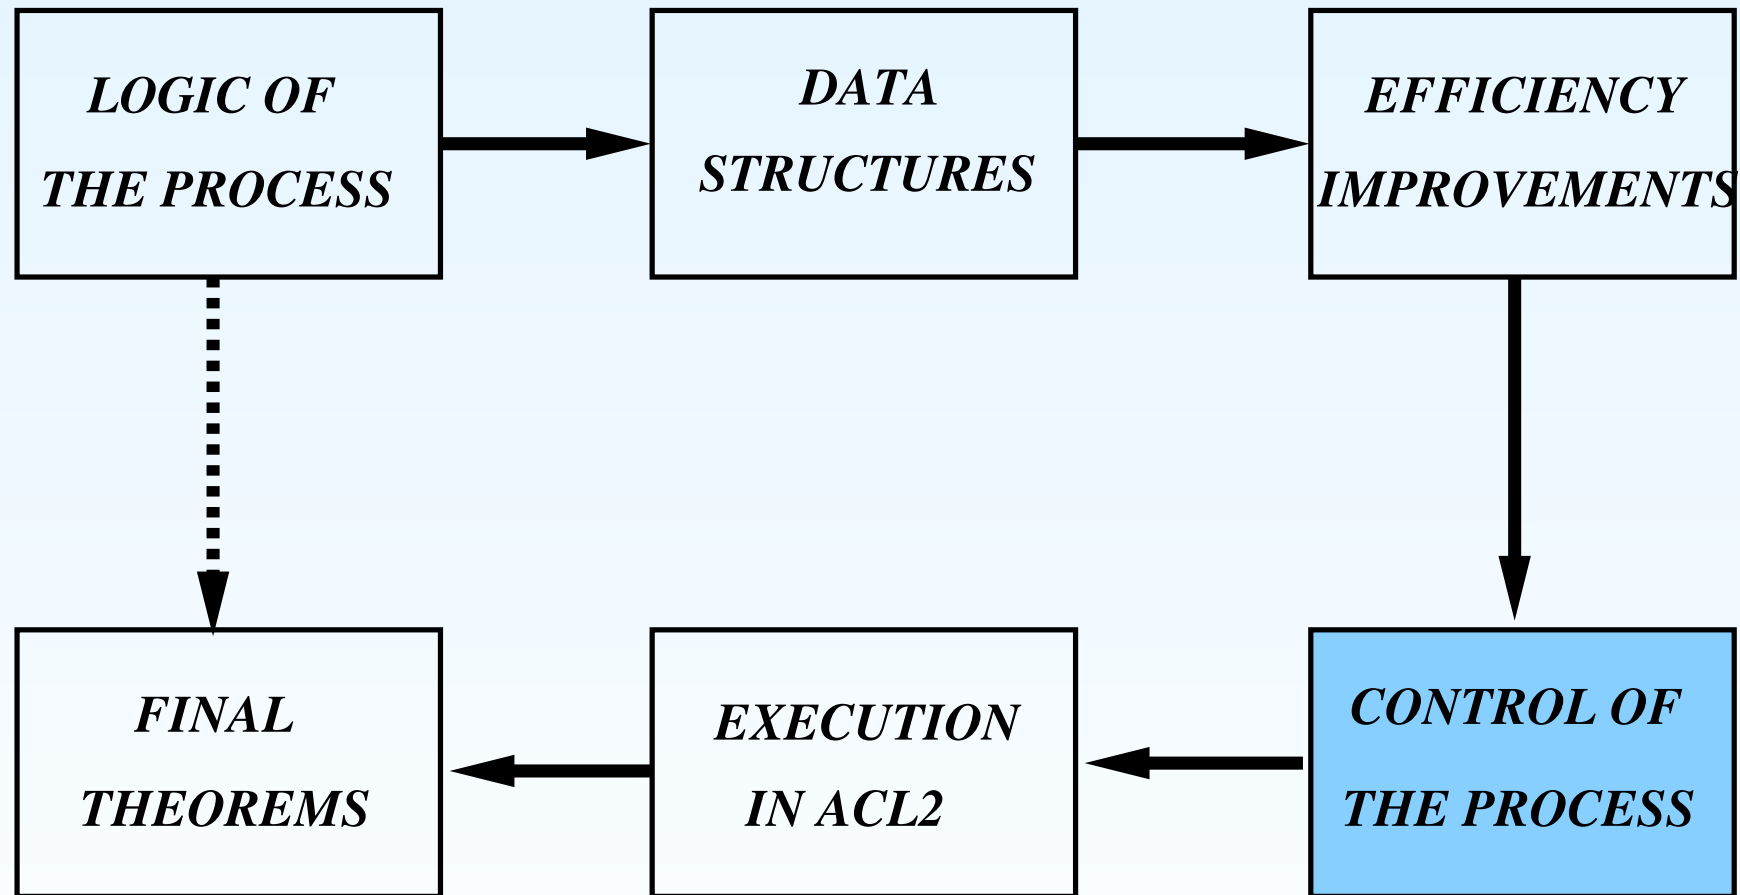 LOGIC OF
THE PROCESS
DATA
STRUCTURES
EFFICIENCY
IMPROVEMENTS
FINAL
THEOREMS
EXECUTION
IN ACL2
CONTROL OF
THE PROCESS